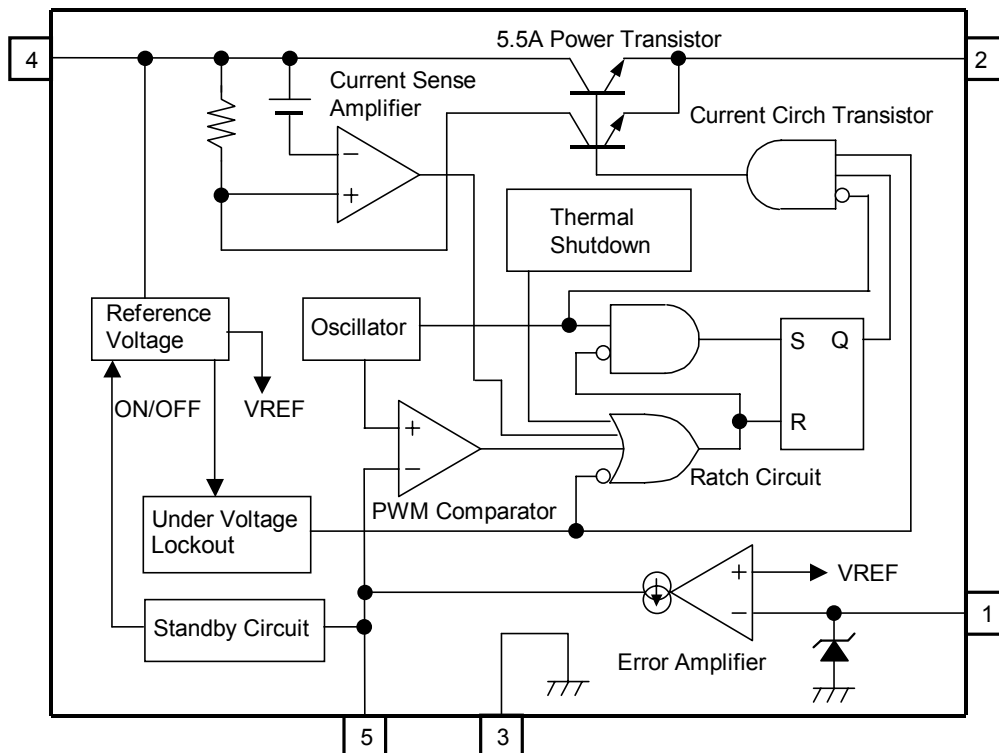 5.5A Power Transistor
4
2
Current Sense
Amplifier
Current Circh Transistor
−
+
Thermal
Shutdown
Reference
Voltage
Oscillator
S Q
R
ON/OFF
VREF
+
−
Ratch Circuit
PWM Comparator
Under Voltage
Lockout
+
VREF
−
1
Standby Circuit
Error Amplifier
5
3